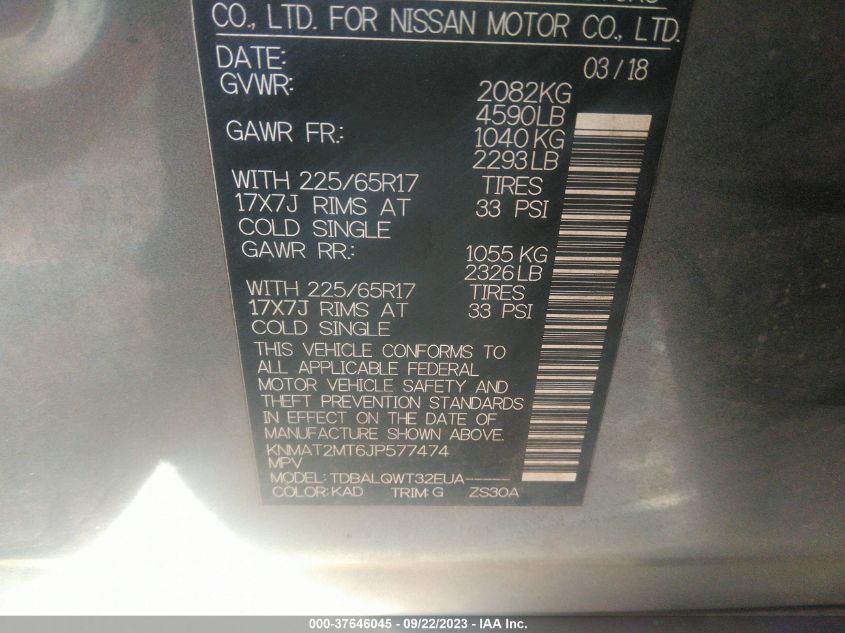 CO., LTD. FOR NISSAN MOTOR CO., LTD.
DATE: 03 / 18
GVWR: 2082KG
4590LB
GAWR FR.: 1040 KG
2293 LB
WITH 225/65R17 TIRES
17X7J RIMS AT 33 PSI
COLD SINGLE
GAWR RR.: 1055 KG
2326 LB
WITH 225/65R17 TIRES
17X7J RIMS AT 33 PSI
COLD SINGLE
THIS VEHICLE CONFORMS TO
ALL APPLICABLE FEDERAL
MOTOR VEHICLE SAFETY AND
THEFT PREVENTION STANDARDS
IN EFFECT ON THE DATE OF
MANUFACTURE SHOWN ABOVE.
KNMAT2MT6JP577474
MPV
MODEL: TDBALQWT32EUA-----
COLOR: KAD TRIM: G ZS30A
000-37646045 - 09/22/2023 - IAA Inc.